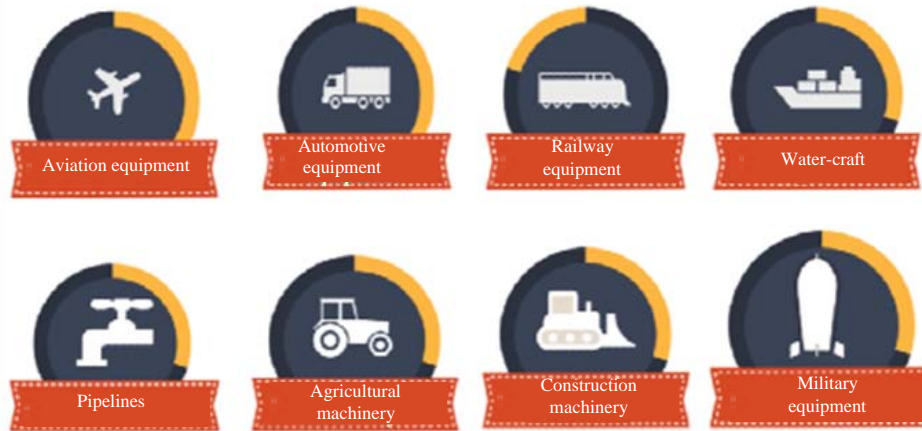 Aviation equipment
Automotive
equipment
Railway
equipment
Water-craft
Pipelines
Agricultural
machinery
Construction
machinery
Military
equipment